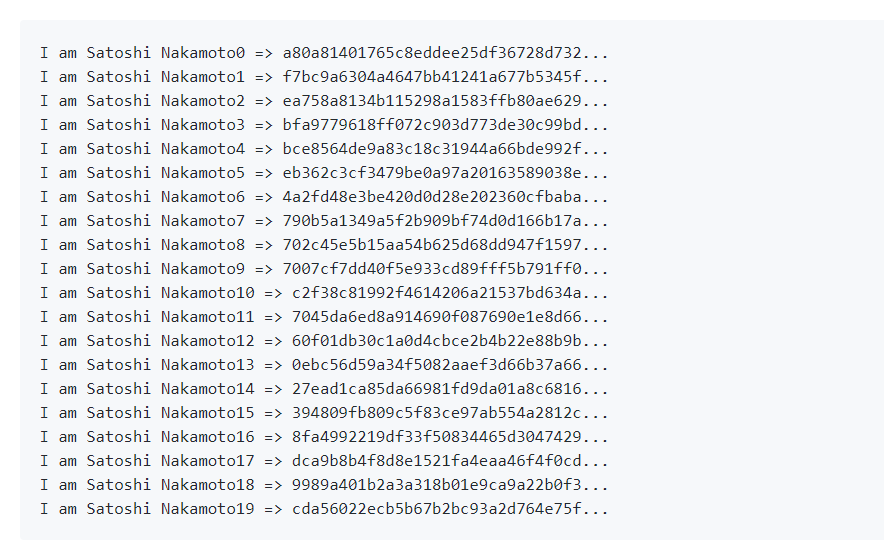 I am Satoshi Nakamoto0 => a80a81401765c8eddee25df36728d732...
I am Satoshi Nakamoto1 => f7bc9a6304a4647bb41241a677b5345f...
I am Satoshi Nakamoto2 => ea758a8134b115298a1583ffb80ae629...
I am Satoshi Nakamoto3 => bfa9779618ff072c903d773de30c99bd...
I am Satoshi Nakamoto4 => bce8564de9a83c18c31944a66bde992f...
I am Satoshi Nakamoto5 => eb362c3cf3479be0a97a20163589038e...
I am Satoshi Nakamoto6 => 4a2fd48e3be420d0d28e202360cfbaba...
I am Satoshi Nakamoto7 => 790b5a1349a5f2b909bf74d0d166b17a...
I am Satoshi Nakamoto8 => 702c45e5b15aa54b625d68dd947f1597...
I am Satoshi Nakamoto9 => 7007cf7dd40f5e933cd89fff5b791ff0...
I am Satoshi Nakamoto10 => c2f38c81992f4614206a21537bd634a...
I am Satoshi Nakamoto11 => 7045da6ed8a914690f087690e1e8d66...
I am Satoshi Nakamoto12 => 60f01db30c1a0d4cbce2b4b22e88b9b...
I am Satoshi Nakamoto13 => 0ebc56d59a34f5082aaef3d66b37a66...
I am Satoshi Nakamoto14 => 27ead1ca85da66981fd9da01a8c6816...
I am Satoshi Nakamoto15 => 394809fb809c5f83ce97ab554a2812c...
I am Satoshi Nakamoto16 => 8fa4992219df33f50834465d3047429...
I am Satoshi Nakamoto17 => dca9b8b4f8d8e1521fa4eaa46f4f0cd...
I am Satoshi Nakamoto18 => 9989a401b2a3a318b01e9ca9a22b0f3...
I am Satoshi Nakamoto19 => cda56022ecb5b67b2bc93a2d764e75f...